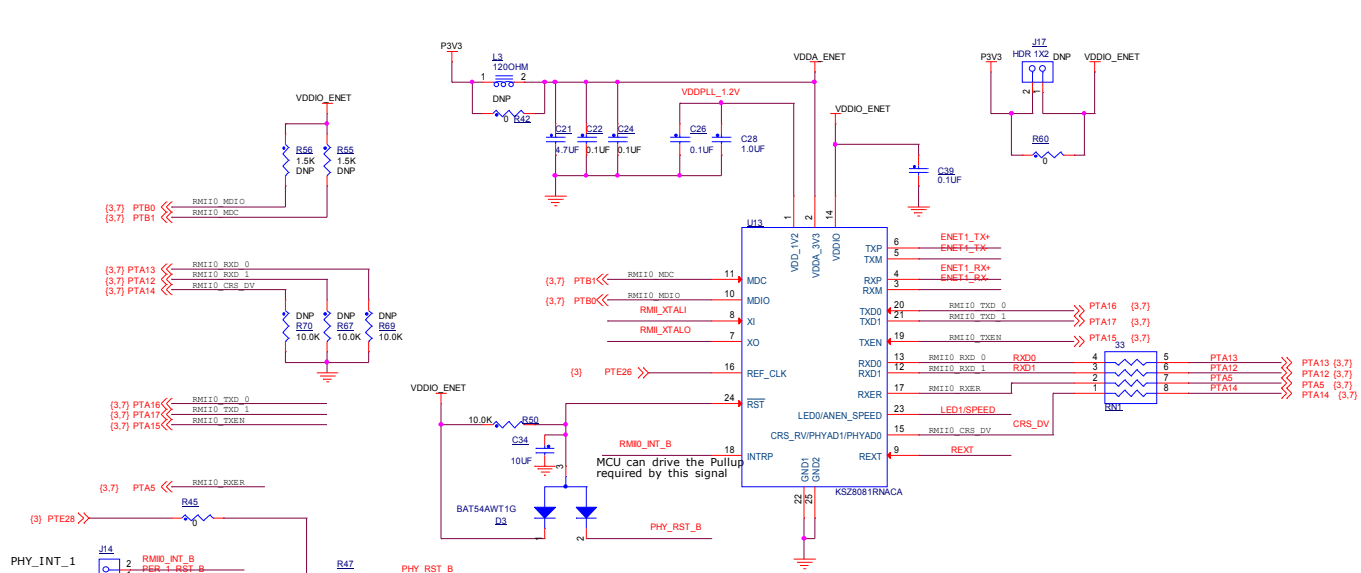 P3V3
L3
120OHM
1
2
DNP
0
R42
VDDA_ENET
VDDPLL_1.2V
C21
4.7UF
C22
0.1UF
C24
0.1UF
C26
0.1UF
C28
1.0UF
VDDIO_ENET
C39
0.1UF
P3V3
J17
HDR 1X2
DNP
VDDIO_ENET
2
1
R60
0
VDDIO_ENET
R56
1.5K
DNP
R55
1.5K
DNP
{3,7} PTB0 RMII0_MDIO
{3,7} PTB1 RMII0_MDC
{3,7} PTA13 RMII0_RXD_0
{3,7} PTA12 RMII0_RXD_1
{3,7} PTA14 RMII0_CRS_DV
DNP
R70
10.0K
DNP
R67
10.0K
DNP
R69
10.0K
{3,7} PTA16 RMII0_TXD_0
{3,7} PTA17 RMII0_TXD_1
{3,7} PTA15 RMII0_TXEN
{3,7} PTA5 RMII0_RXER
{3} PTE28
R45
0
PHY_INT_1
J14
2
RMII0_INT_B
PER_1_RST_B
R47
PHY_RST_B
U13
1
VDD_1V2
2
VDDA_3V3
14
VDDIO
{3,7} PTB1 RMII0_MDC 11 MDC
{3,7} PTB0 RMII0_MDIO 10 MDIO
RMII_XTALI 8 XI
RMII_XTALO 7 XO
{3} PTE26 16 REF_CLK
24 RST
RMII0_INT_B 18 INTRP
MCU can drive the Pullup
required by this signal
VDDIO_ENET
10.0K
R50
C34
10UF
3
BAT54AWT1G
D3
1
2
PHY_RST_B
TXP 6 ENET1_TX+
TXM 5 ENET1_TX-
RXP 4 ENET1_RX+
RXM 3 ENET1_RX-
TXD0 20 RMII0_TXD_0 PTA16 {3,7}
TXD1 21 RMII0_TXD_1 PTA17 {3,7}
TXEN 19 RMII0_TXEN PTA15 {3,7}
33
RXD0 13 RMII0_RXD_0 RXD0 4 5 PTA13 PTA13 {3,7}
RXD1 12 RMII0_RXD_1 RXD1 3 6 PTA12 PTA12 {3,7}
RXER 17 RMII0_RXER 2 7 PTA5 PTA5 {3,7}
1 8 PTA14 PTA14 {3,7}
RN1
LED0/ANEN_SPEED 23 LED1/SPEED
CRS_RV/PHYAD1/PHYAD0 15 RMII0_CRS_DV CRS_DV
REXT 9 REXT
GND1
GND2
22
25
KSZ8081RNACA